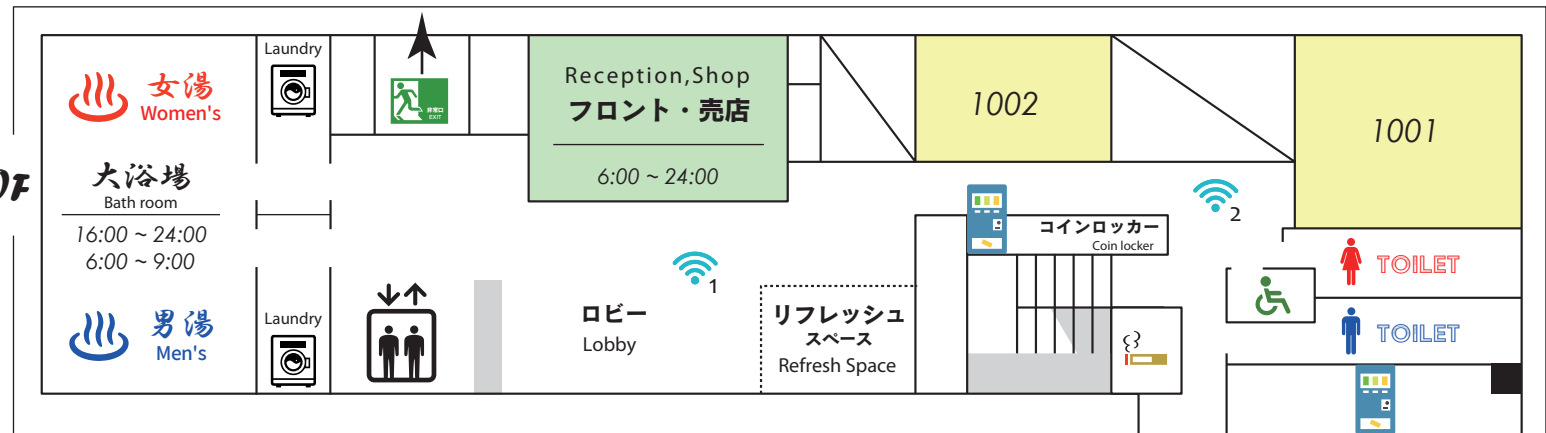 女湯
Women's
大浴場
Bath room
16:00 ~ 24:00
6:00 ~ 9:00
男湯
Men's
Laundry
Laundry
非常口
EXIT
Reception,Shop
フロント・売店
6:00 ~ 24:00
1002
1001
1
2
ロビー
Lobby
リフレッシュ
スペース
Refresh Space
コインロッカー
Coin locker
TOILET
TOILET